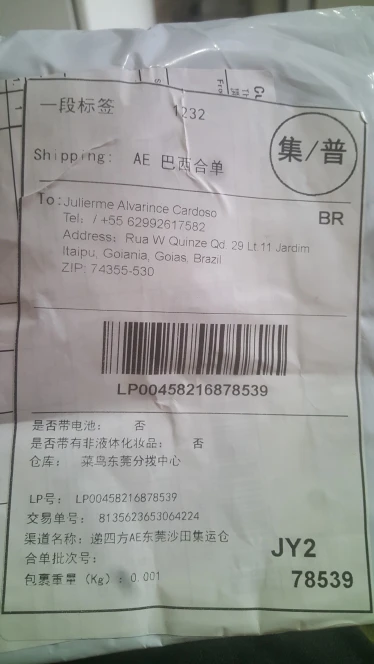 一段标签 1232
Shipping: AE 巴西合单
集/普
To: Julierme Alvarince Cardoso
BR
Tel: / +55 62992617582
Address: Rua W Quinze Qd 29 Lt 11 Jardim
Itaipu, Goiania, Goias, Brazil
ZIP: 74355-530
LP00458216878539
是否带电池： 否
是否带有非液体化妆品： 否
仓库： 菜鸟东莞分拨中心
LP号: LP00458216878539
交易单号: 8135623653064224
渠道名称: 递四方AE东莞沙田集运仓
合单批次号:
JY2
包裹重量 (Kg): 0.001
78539